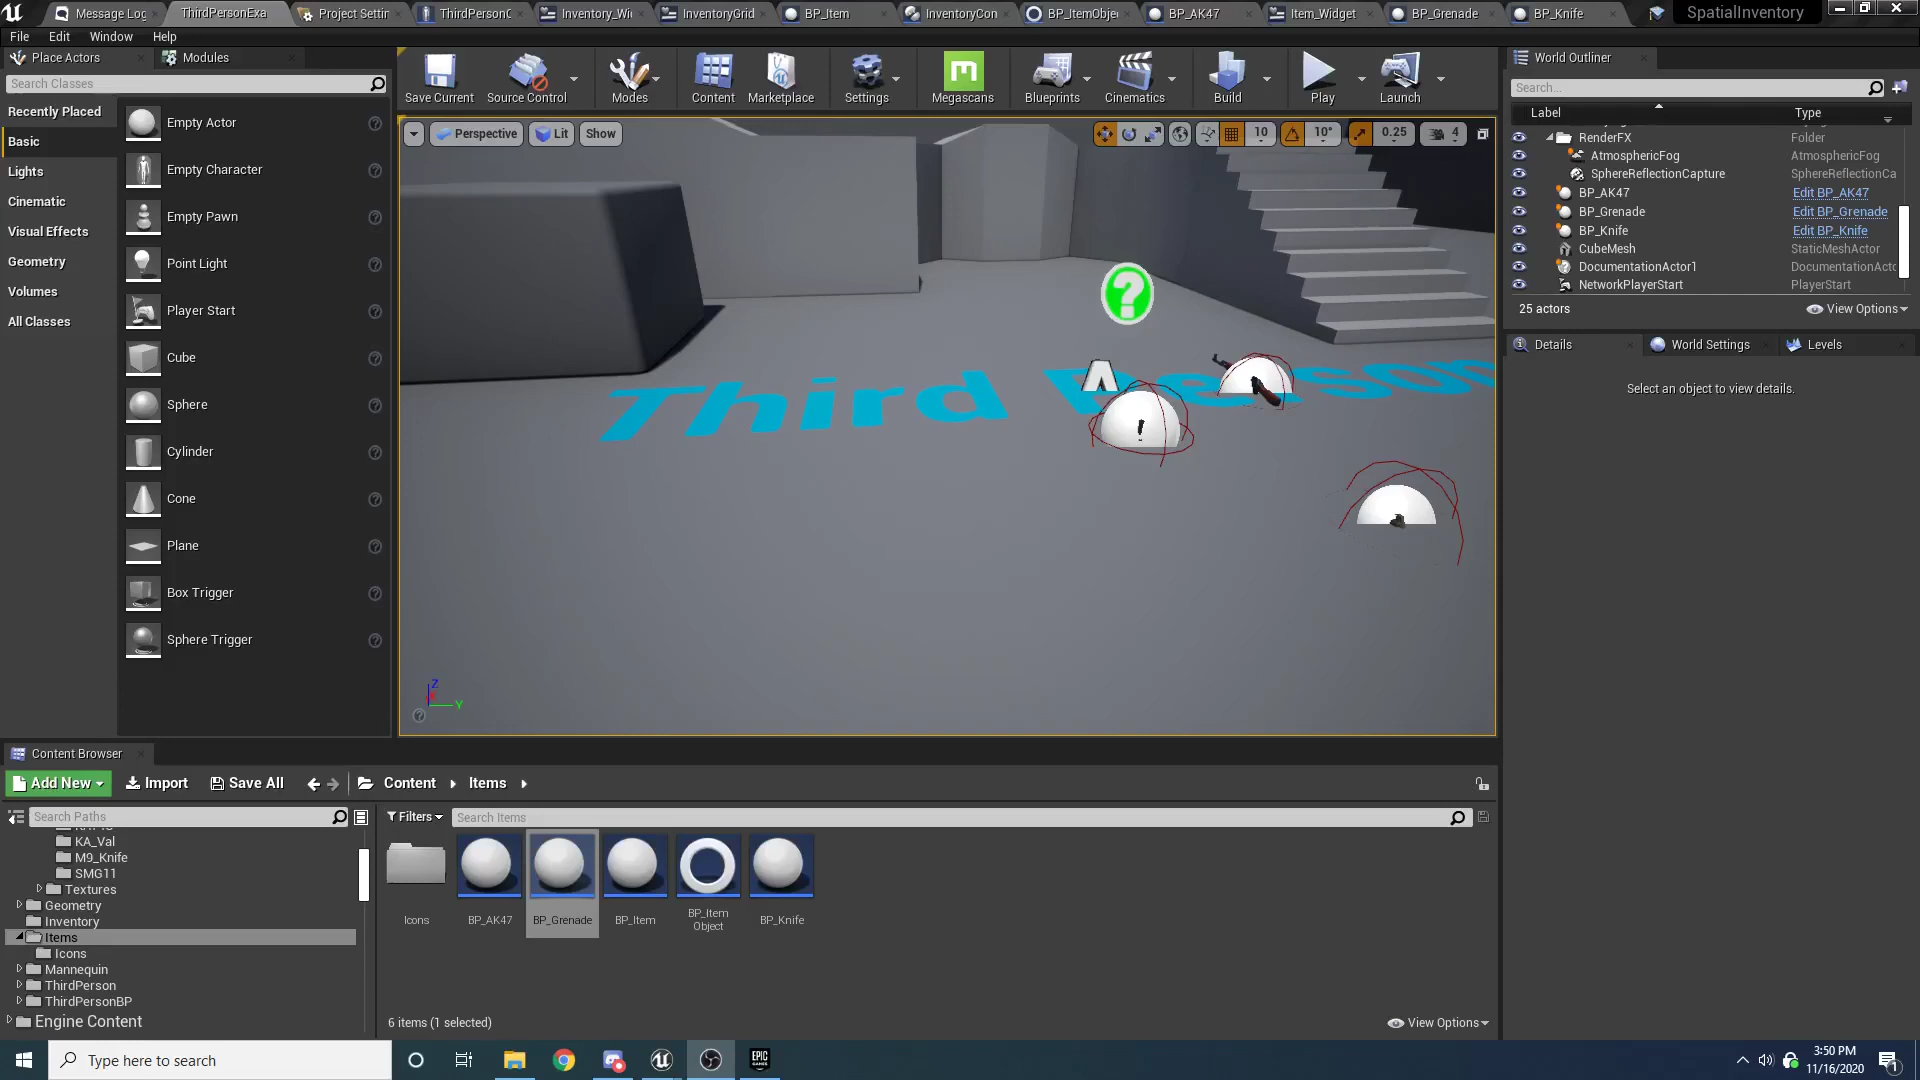 Message Log
ThirdPersonExa
Project Settin
ThirdPersonC
Inventory_Wi
InventoryGrid
BP_Item
InventoryCon
BP_ItemObje
BP_AK47
Item_Widget
BP_Grenade
BP_Knife
SpatialInventory
File Edit Window Help
Place Actors
Modules
Search Classes
Recently Placed
Basic
Lights
Cinematic
Visual Effects
Geometry
Volumes
All Classes
Empty Actor
Empty Character
Empty Pawn
Point Light
Player Start
Cube
Sphere
Cylinder
Cone
Plane
Box Trigger
Sphere Trigger
Save Current
Source Control
Modes
Content
Marketplace
Settings
Megascans
Blueprints
Cinematics
Build
Play
Launch
Perspective
Lit
Show
10
10°
0.25
4
Third Person
Z
Y
World Outliner
Search...
Label Type
RenderFX Folder
AtmosphericFog AtmosphericFog
SphereReflectionCapture SphereReflectionCa
BP_AK47 Edit BP_AK47
BP_Grenade Edit BP_Grenade
BP_Knife Edit BP_Knife
CubeMesh StaticMeshActor
DocumentationActor1 DocumentationActo
NetworkPlayerStart PlayerStart
25 actors
View Options
Details
World Settings
Levels
Select an object to view details.
Content Browser
Add New
Import
Save All
Content
Items
Search Paths
KA_Val
M9_Knife
SMG11
Textures
Geometry
Inventory
Items
Icons
Mannequin
ThirdPerson
ThirdPersonBP
Engine Content
Filters
Search Items
Icons
BP_AK47
BP_Grenade
BP_Item
BP_Item
Object
BP_Knife
6 items (1 selected)
View Options
Type here to search
EPIC
GAMES
3:50 PM
11/16/2020
1